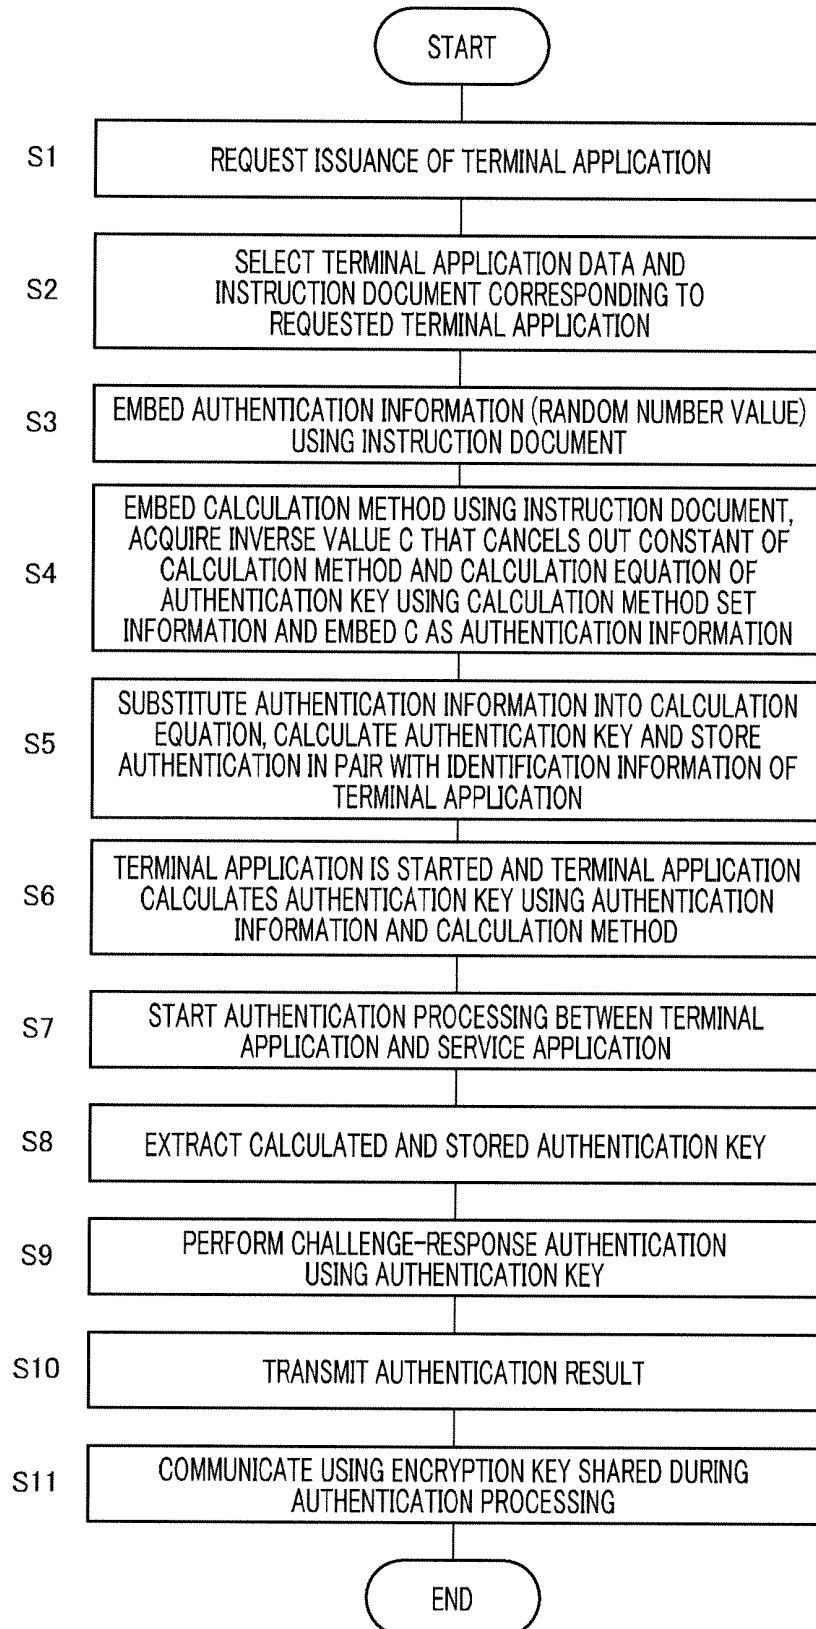 START
S1
REQUEST ISSUANCE OF TERMINAL APPLICATION
S2
SELECT TERMINAL APPLICATION DATA AND
INSTRUCTION DOCUMENT CORRESPONDING TO
REQUESTED TERMINAL APPLICATION
S3
EMBED AUTHENTICATION INFORMATION (RANDOM NUMBER VALUE)
USING INSTRUCTION DOCUMENT
S4
EMBED CALCULATION METHOD USING INSTRUCTION DOCUMENT,
ACQUIRE INVERSE VALUE C THAT CANCELS OUT CONSTANT OF
CALCULATION METHOD AND CALCULATION EQUATION OF
AUTHENTICATION KEY USING CALCULATION METHOD SET
INFORMATION AND EMBED C AS AUTHENTICATION INFORMATION
S5
SUBSTITUTE AUTHENTICATION INFORMATION INTO CALCULATION
EQUATION, CALCULATE AUTHENTICATION KEY AND STORE
AUTHENTICATION IN PAIR WITH IDENTIFICATION INFORMATION OF
TERMINAL APPLICATION
S6
TERMINAL APPLICATION IS STARTED AND TERMINAL APPLICATION
CALCULATES AUTHENTICATION KEY USING AUTHENTICATION
INFORMATION AND CALCULATION METHOD
S7
START AUTHENTICATION PROCESSING BETWEEN TERMINAL
APPLICATION AND SERVICE APPLICATION
S8
EXTRACT CALCULATED AND STORED AUTHENTICATION KEY
S9
PERFORM CHALLENGE-RESPONSE AUTHENTICATION
USING AUTHENTICATION KEY
S10
TRANSMIT AUTHENTICATION RESULT
S11
COMMUNICATE USING ENCRYPTION KEY SHARED DURING
AUTHENTICATION PROCESSING
END